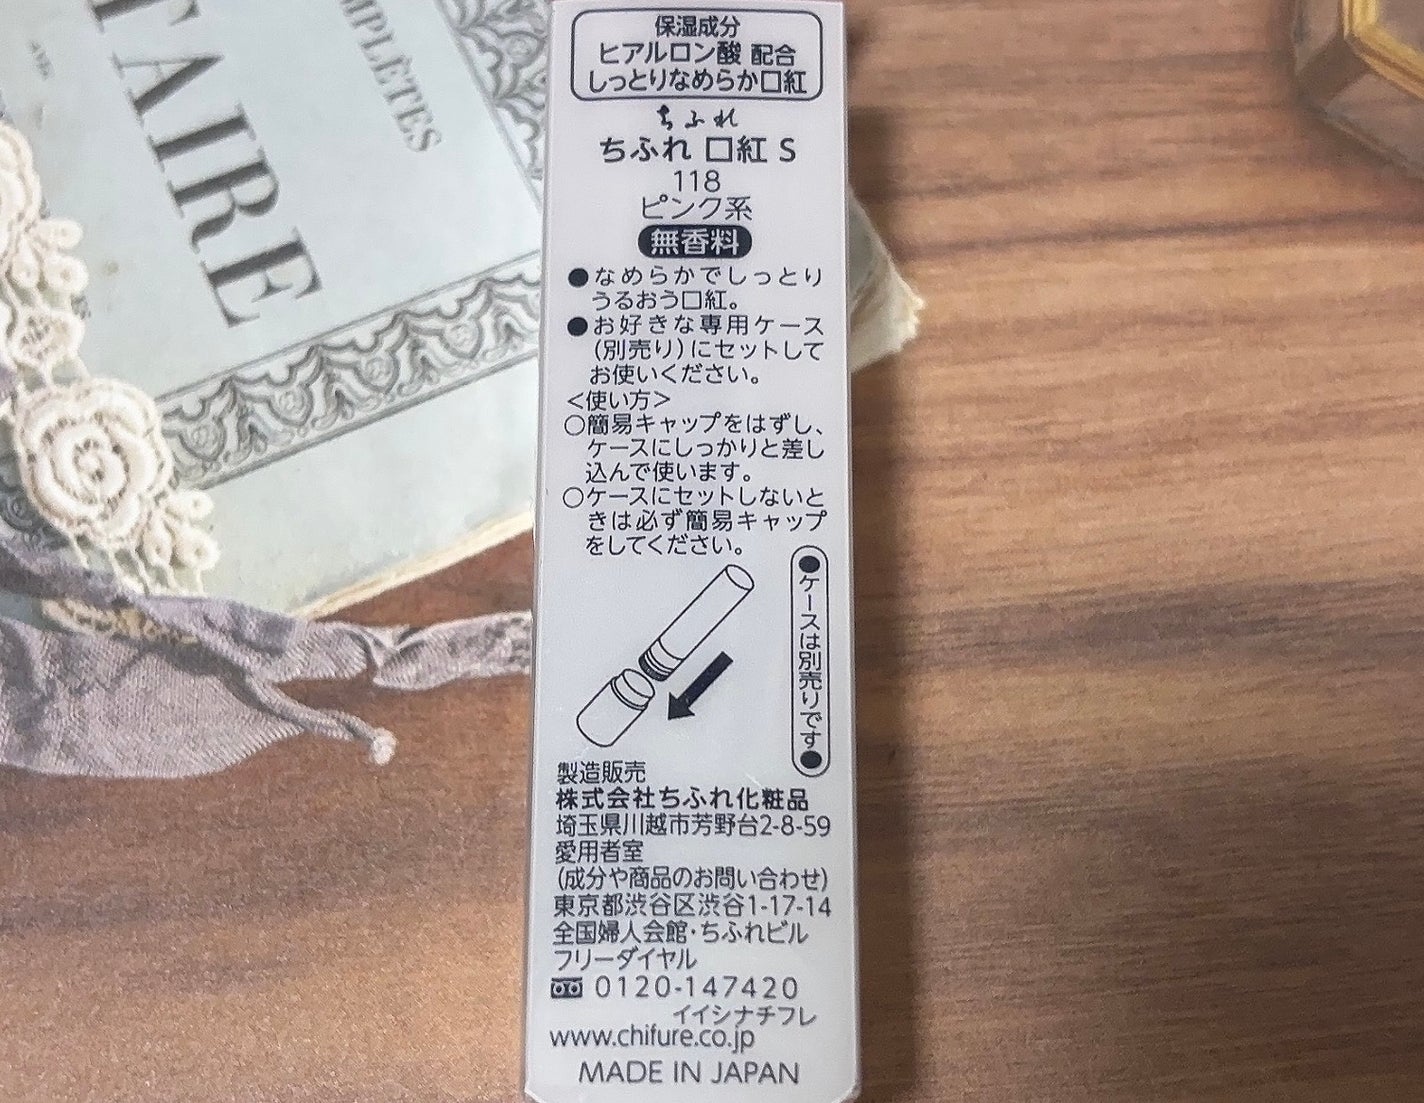 MPLÈTES
TAIRE
保湿成分
ヒアルロン酸 配合
しっとりなめらか口紅
ちふれ
ちふれ 口紅 S
118
ピンク系
無香料
●なめらかでしっとり
うるおう口紅。
●お好きな専用ケース
(別売り)にセットして
お使いください。
<使い方>
○簡易キャップをはずし、
ケースにしっかりと差し
込んで使います。
○ケースにセットしないと
きは必ず簡易キャップ
をしてください。
●ケースは別売りです●
製造販売
株式会社ちふれ化粧品
埼玉県川越市芳野台2-8-59
愛用者室
(成分や商品のお問い合わせ)
東京都渋谷区渋谷1-17-14
全国婦人会館・ちふれビル
フリーダイヤル
0120-147420
イイシナチフレ
www.chifure.co.jp
MADE IN JAPAN